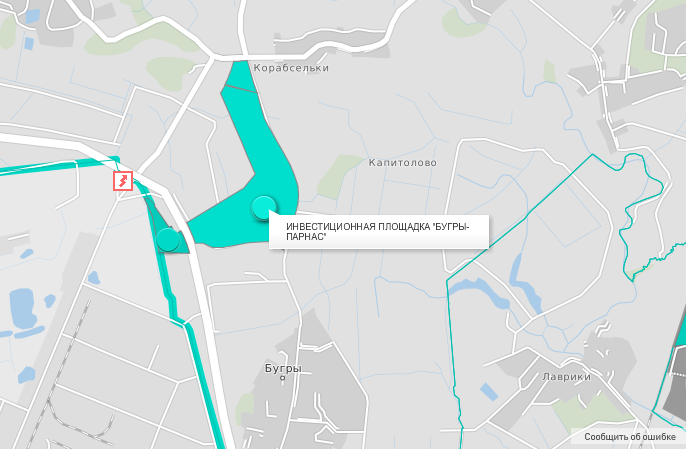 Корабсельки
Капитолово
ИНВЕСТИЦИОННАЯ ПЛОЩАДКА "БУГРЫ-
ПАРНАС"
Бугры
Лаврики
Сообщить об ошибке